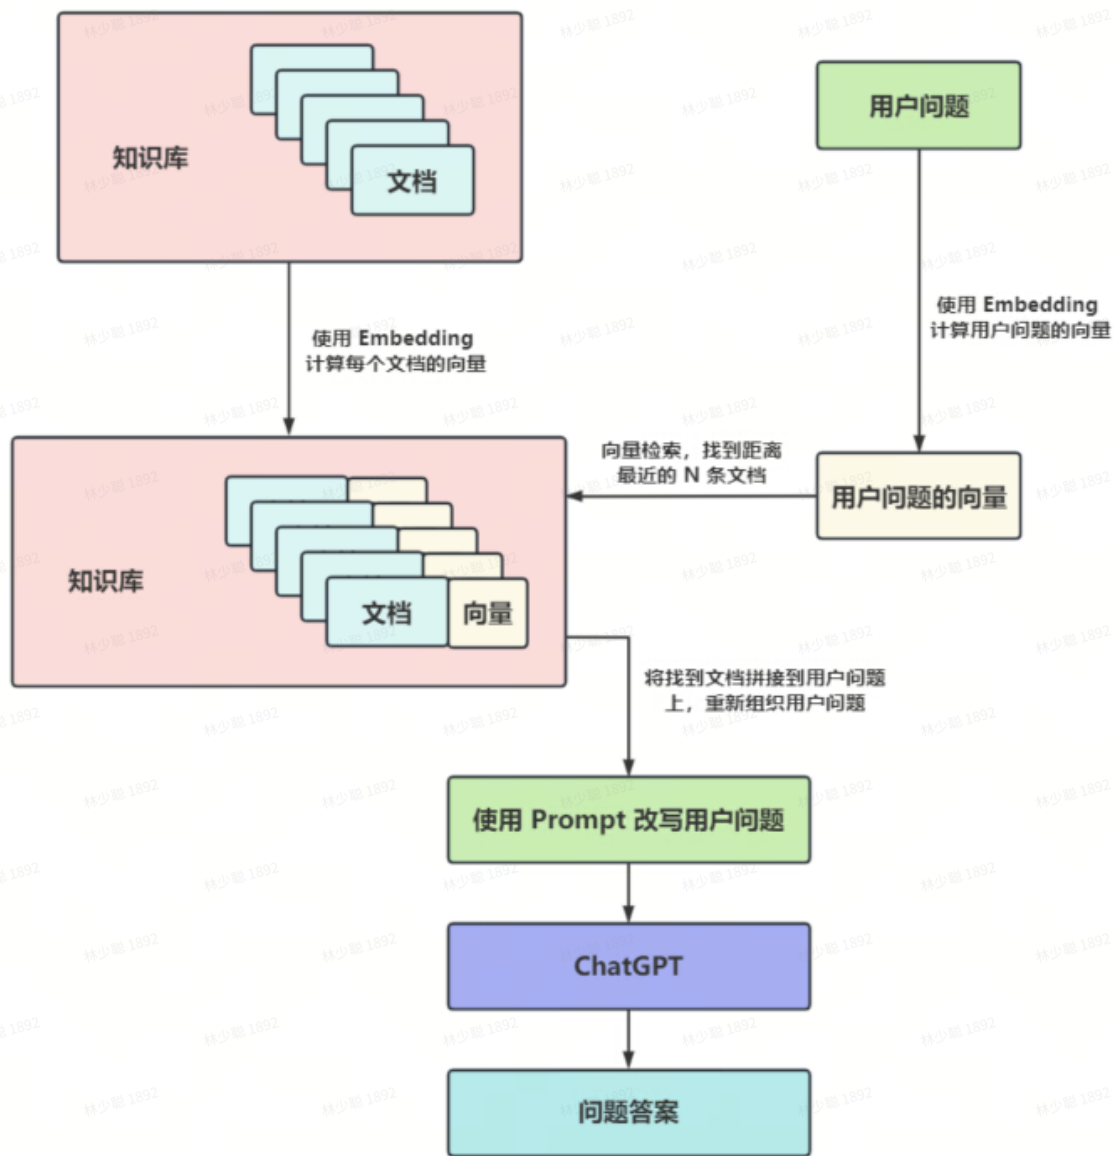 知识库
文档
用户问题
使用 Embedding
计算每个文档的向量
使用 Embedding
计算用户问题的向量
向量检索，找到距离
最近的 N 条文档
用户问题的向量
知识库
文档
向量
将找到文档拼接到用户问题
上，重新组织用户问题
使用 Prompt 改写用户问题
ChatGPT
问题答案
林少聪 1892